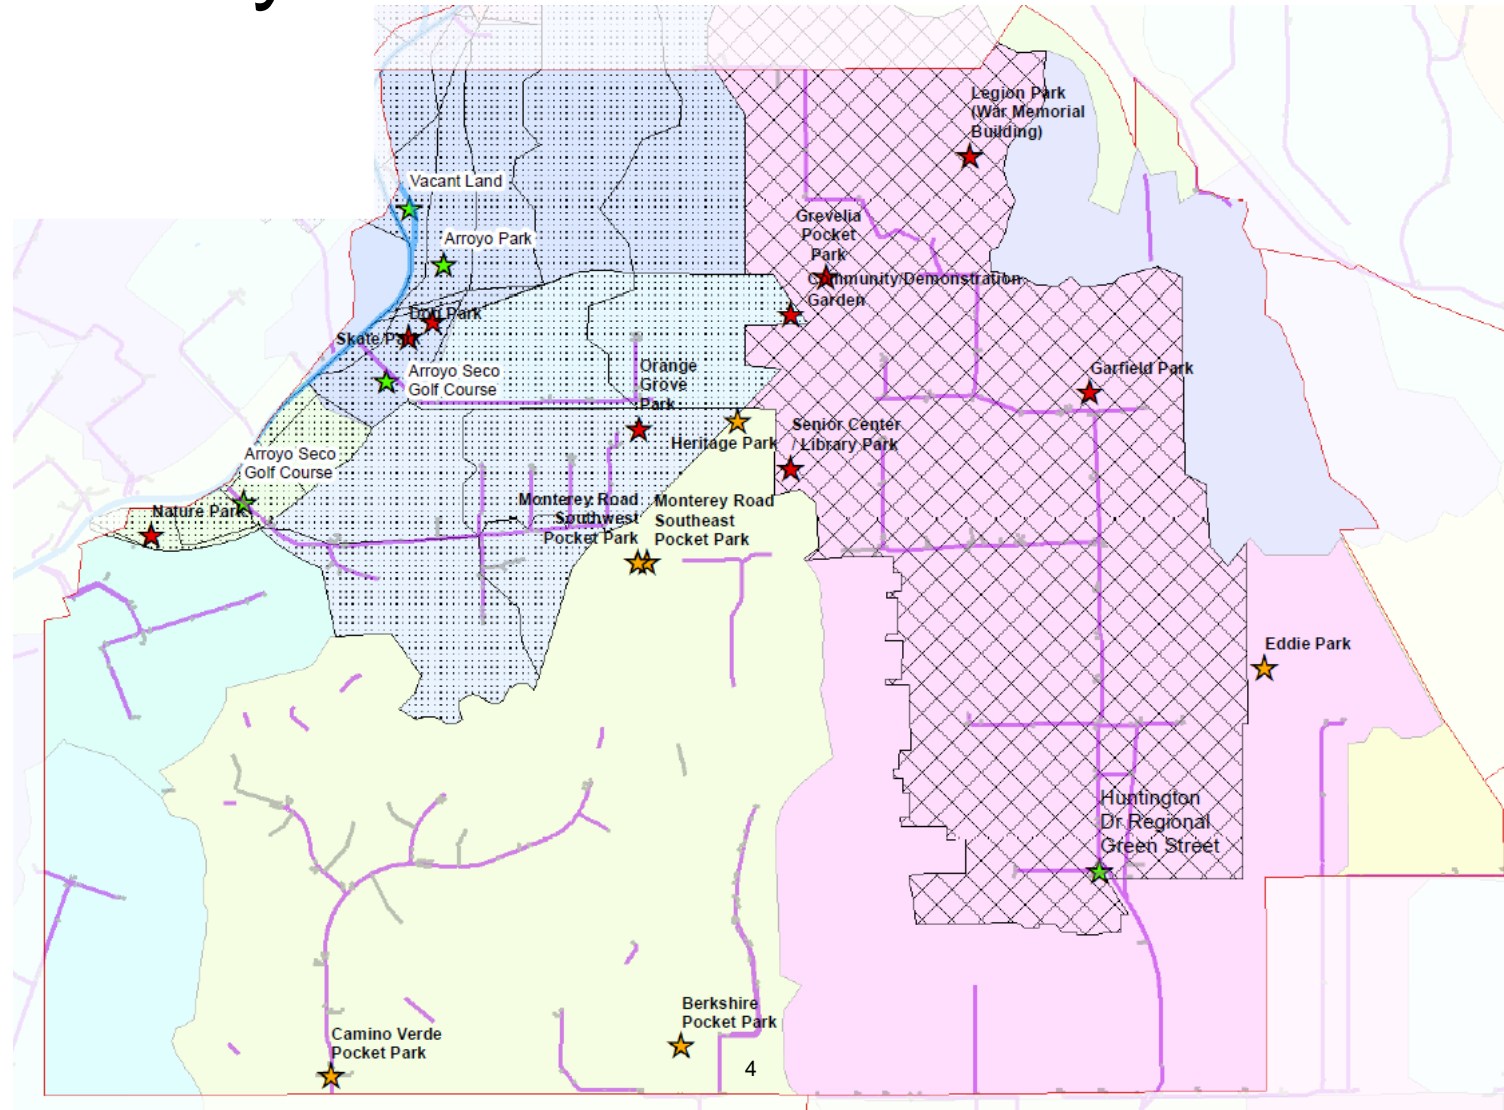 Legion Park
(War Memorial
Building)
Vacant Land
Grevelia
Pocket
Park
Arroyo Park
Community/Demonstration
Garden
Dog Park
Skate Park
Orange
Grove
Park
Arroyo Seco
Golf Course
Garfield Park
Senior Center
/ Library Park
Heritage Park
Arroyo Seco
Golf Course
Nature Park
Monterey Road
Southwest
Pocket Park
Monterey Road
Southeast
Pocket Park
Eddie Park
Huntington
Dr Regional
Green Street
Berkshire
Pocket Park
Camino Verde
Pocket Park
4